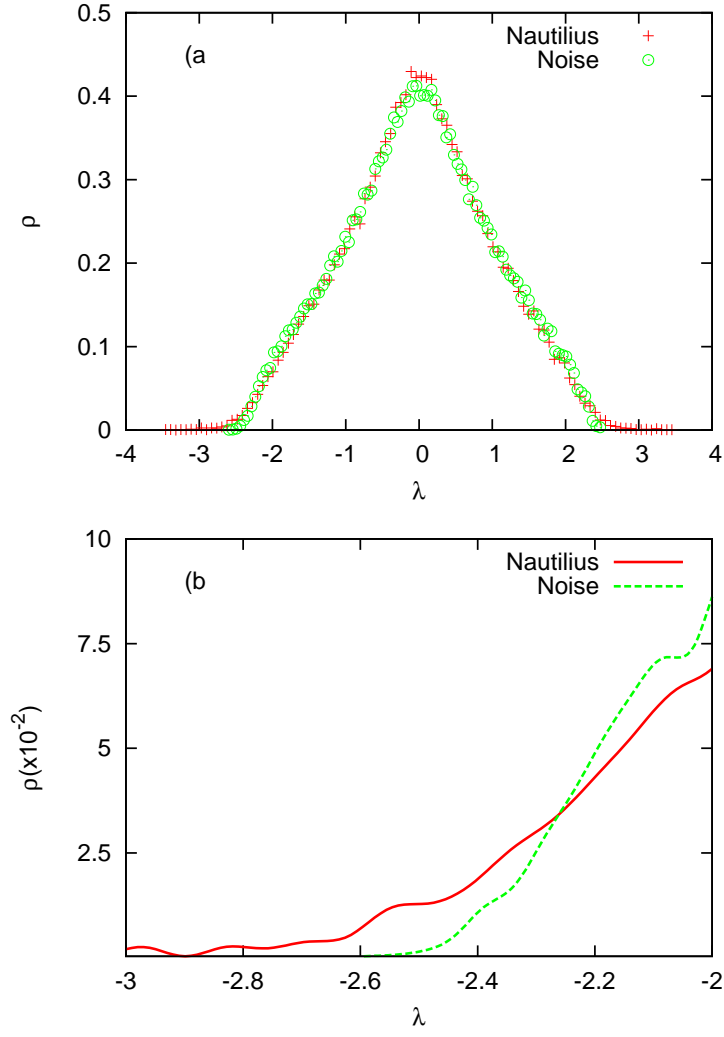 0.5
(a
Nautilius
Noise
0.4
0.3
ρ
0.2
0.1
0
-4 -3 -2 -1 0 1 2 3 4
λ
10
(b
Nautilius
Noise
7.5
ρ(x10-2)
5
2.5
-3 -2.8 -2.6 -2.4 -2.2 -2
λ